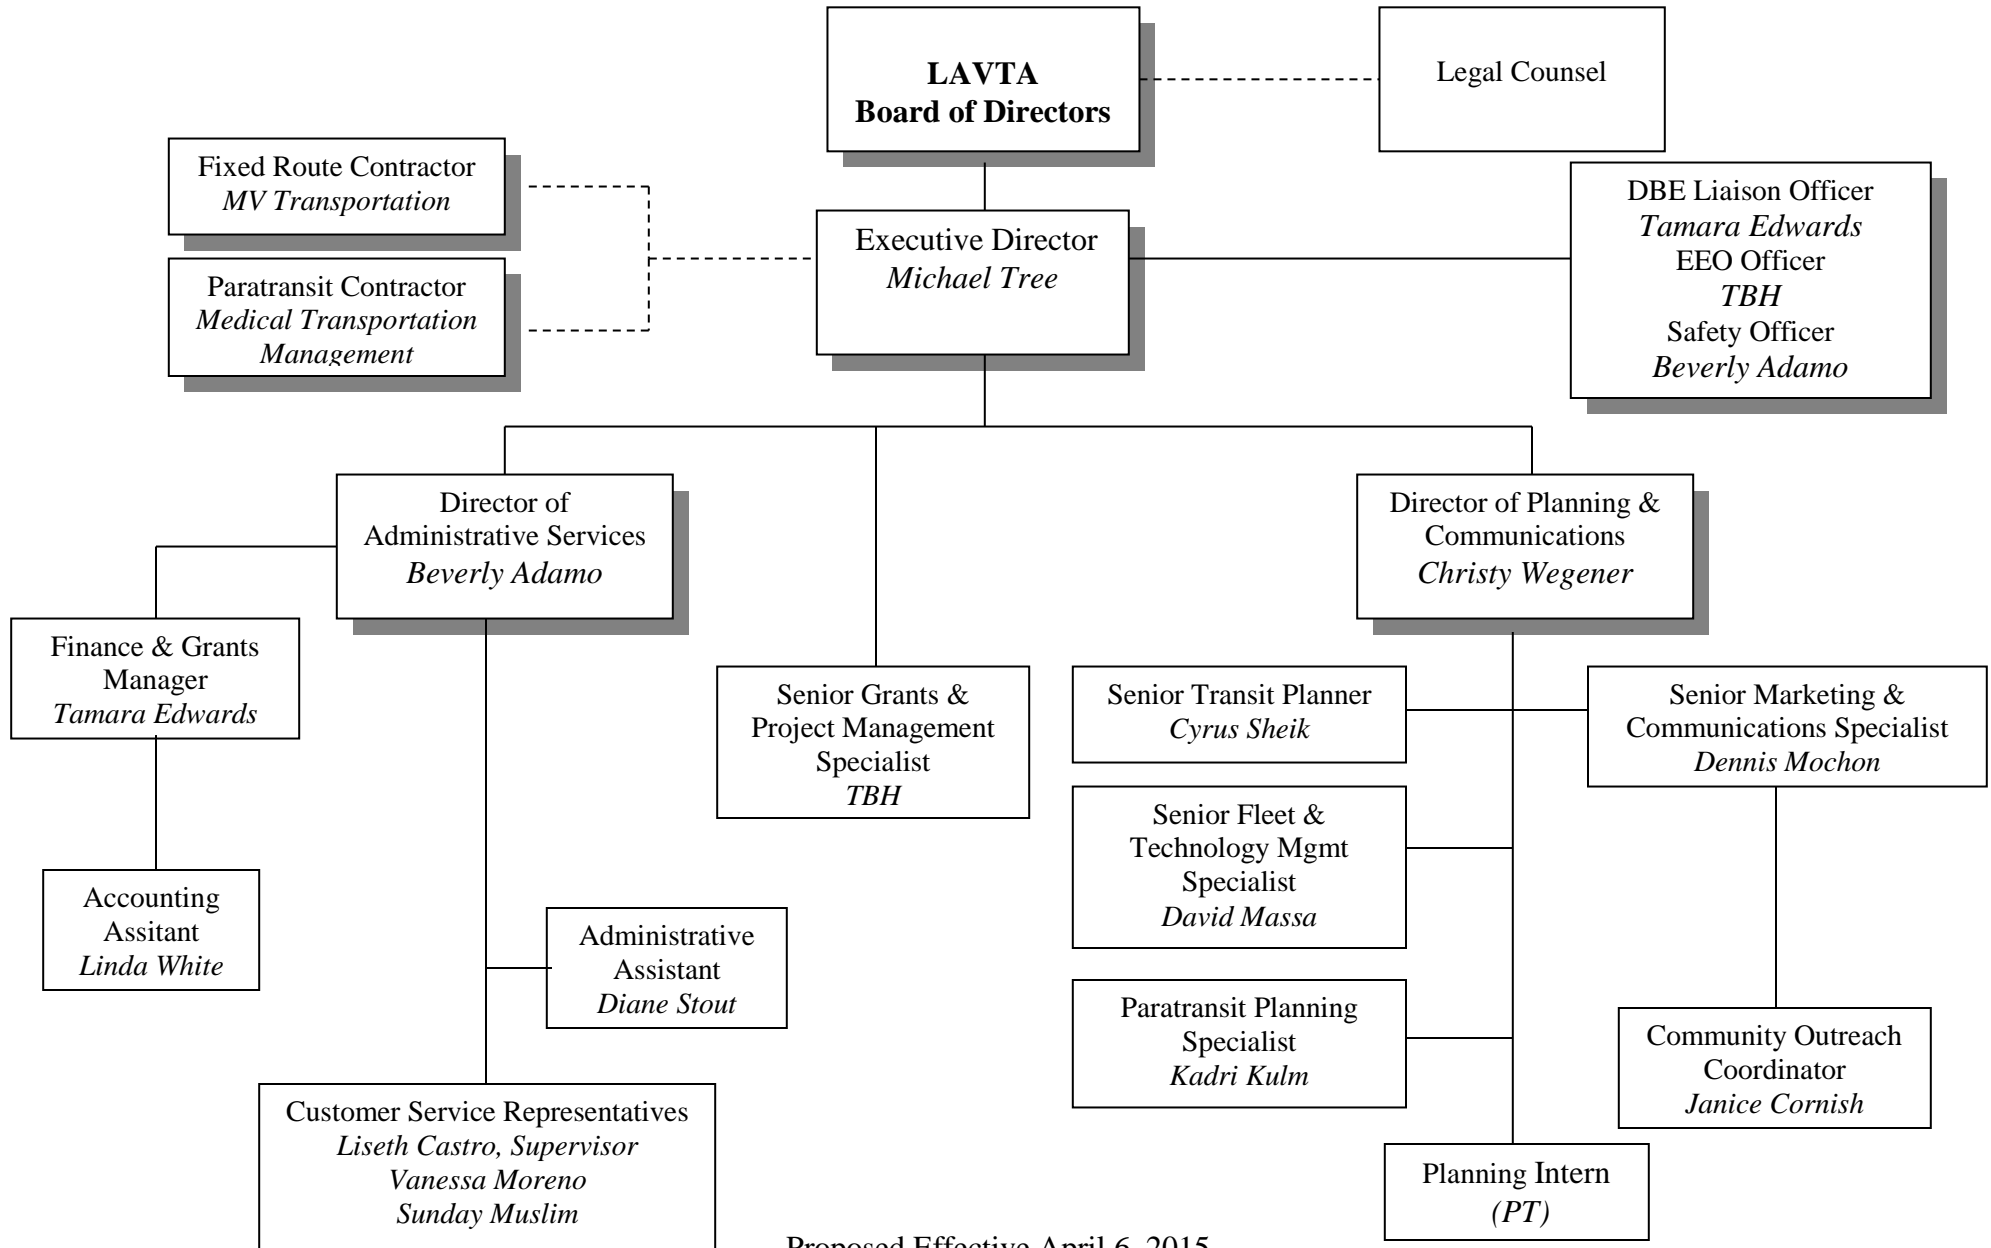 LAVTA
Board of Directors
Legal Counsel
Fixed Route Contractor
MV Transportation
Paratransit Contractor
Medical Transportation
Management
Executive Director
Michael Tree
DBE Liaison Officer
Tamara Edwards
EEO Officer
TBH
Safety Officer
Beverly Adamo
Director of
Administrative Services
Beverly Adamo
Director of Planning &
Communications
Christy Wegener
Finance & Grants
Manager
Tamara Edwards
Senior Grants &
Project Management
Specialist
TBH
Senior Transit Planner
Cyrus Sheik
Senior Marketing &
Communications Specialist
Dennis Mochon
Senior Fleet &
Technology Mgmt
Specialist
David Massa
Accounting
Assitant
Linda White
Administrative
Assistant
Diane Stout
Paratransit Planning
Specialist
Kadri Kulm
Community Outreach
Coordinator
Janice Cornish
Customer Service Representatives
Liseth Castro, Supervisor
Vanessa Moreno
Sunday Muslim
Planning Intern
(PT)
Proposed Effective April 6, 2015